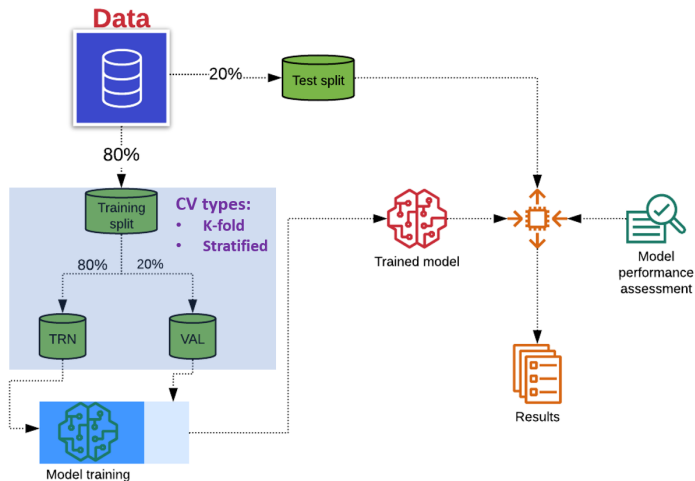 Data
20%
Test split
80%
Training
split
CV types:
• K-fold
• Stratified
80%
20%
TRN
VAL
Model training
Trained model
Model
performance
assessment
Results